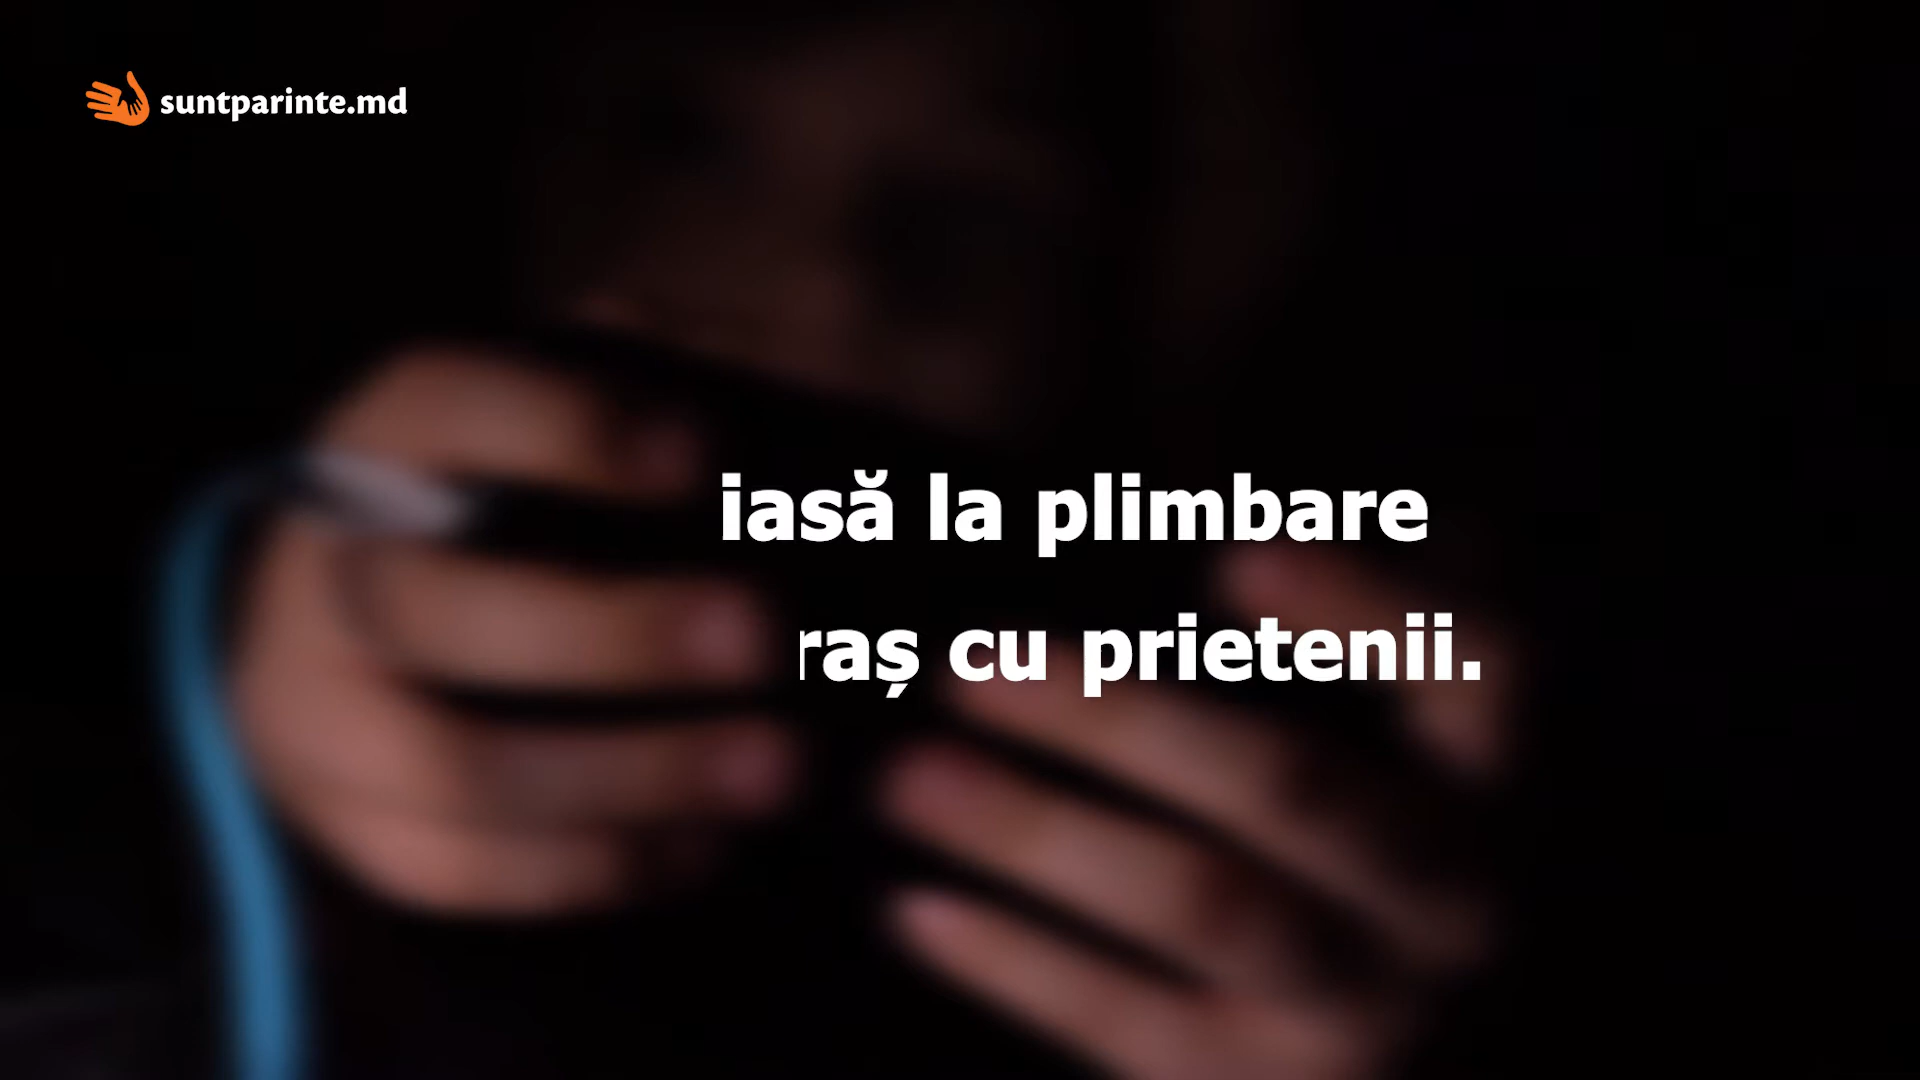 suntparinte.md
iasă la plimbare
raș cu prietenii.